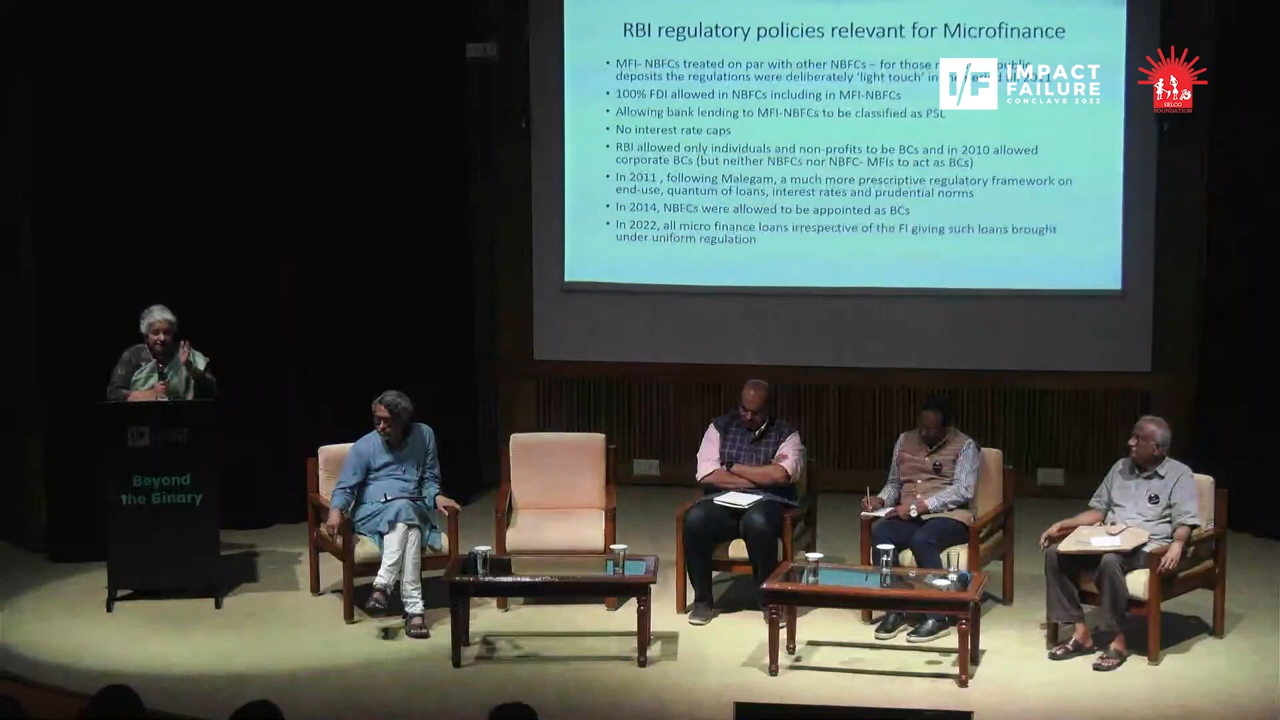 RBI regulatory policies relevant for Microfinance
• MFI- NBFCs treated on par with other NBFCs – for those
deposits the regulations were deliberately 'light touch' in
• 100% FDI allowed in NBFCs including in MFI-NBFCs
• Allowing bank lending to MFI-NBFCs to be classified as PSL
• No interest rate caps
• RBI allowed only individuals and non-profits to be BCs and in 2010 allowed
corporate BCs (but neither NBFCs nor NBFC- MFIs to act as BCs)
• In 2011 , following Malegam, a much more prescriptive regulatory framework on
end-use, quantum of loans, interest rates and prudential norms
• In 2014, NBFCs were allowed to be appointed as BCs
• In 2022, all micro finance loans irrespective of the FI giving such loans brought
under uniform regulation
I/F IMPACT
FAILURE
CONCLAVE 2022
SELCO
FOUNDATION
I/F
Beyond
the Binary